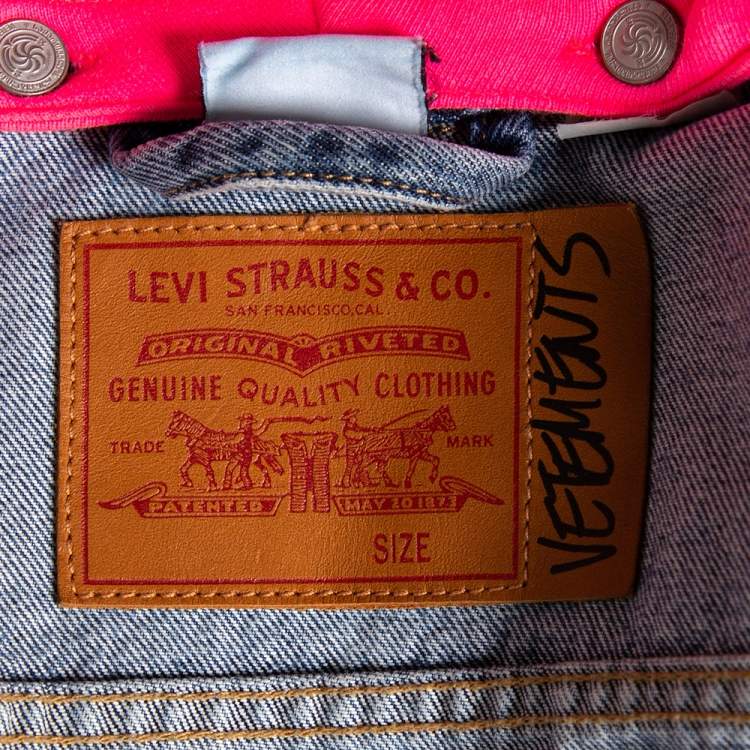 LEVI STRAUSS & CO.
SAN FRANCISCO, CAL.
ORIGINAL RIVETED
GENUINE QUALITY CLOTHING
TRADE MARK
PATENTED MAY 20 1873
SIZE
VETEMENTS